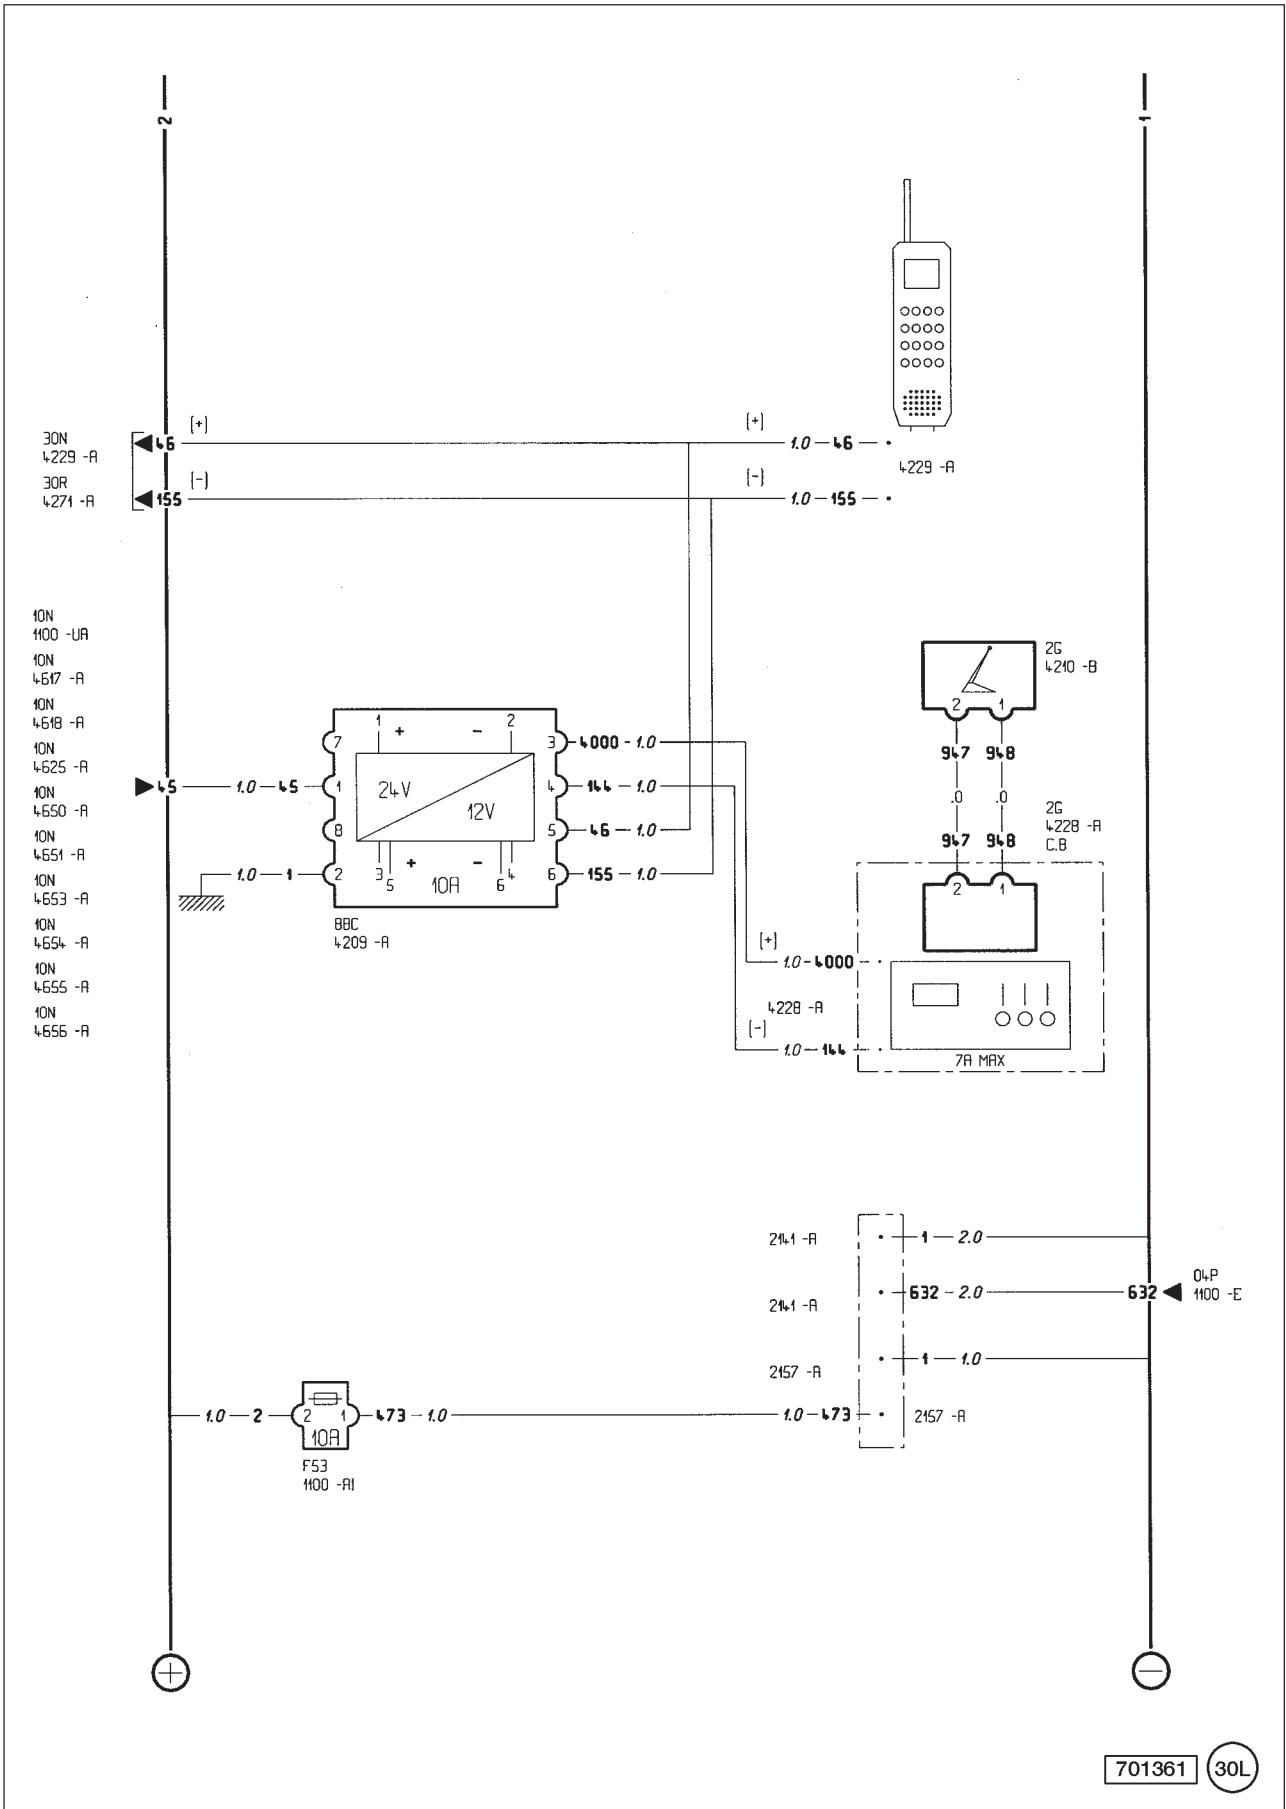 2
1
30N
4229 -A
30R
4271 -A
46 (+) (+) 1.0 46
155 (-) (-) 1.0 155
4229 -A
10N
1100 -UA
10N
4617 -A
10N
4618 -A
10N
4625 -A
10N
4650 -A
10N
4651 -A
10N
4653 -A
10N
4654 -A
10N
4655 -A
10N
4656 -A
45 1.0 45
1.0 1
7
1
8
2
1 + - 2
24V
12V
3 5 + - 6 4
10A
3 4000 - 1.0
4 144 - 1.0
5 46 - 1.0
6 155 - 1.0
BBC
4209 -A
2G
4210 -B
2 1
947 948
.0 .0
947 948
2G
4228 -A
C.B
2 1
(+)
1.0 - 4000
4228 -A
(-)
1.0 - 144
7A MAX
2141 -A
1 2.0
2141 -A
632 - 2.0
632
04P
1100 -E
2157 -A
1 1.0
1.0 2
2 1
10A
473 - 1.0
1.0 - 473
2157 -A
F53
1100 -AI
+
-
701361
30L